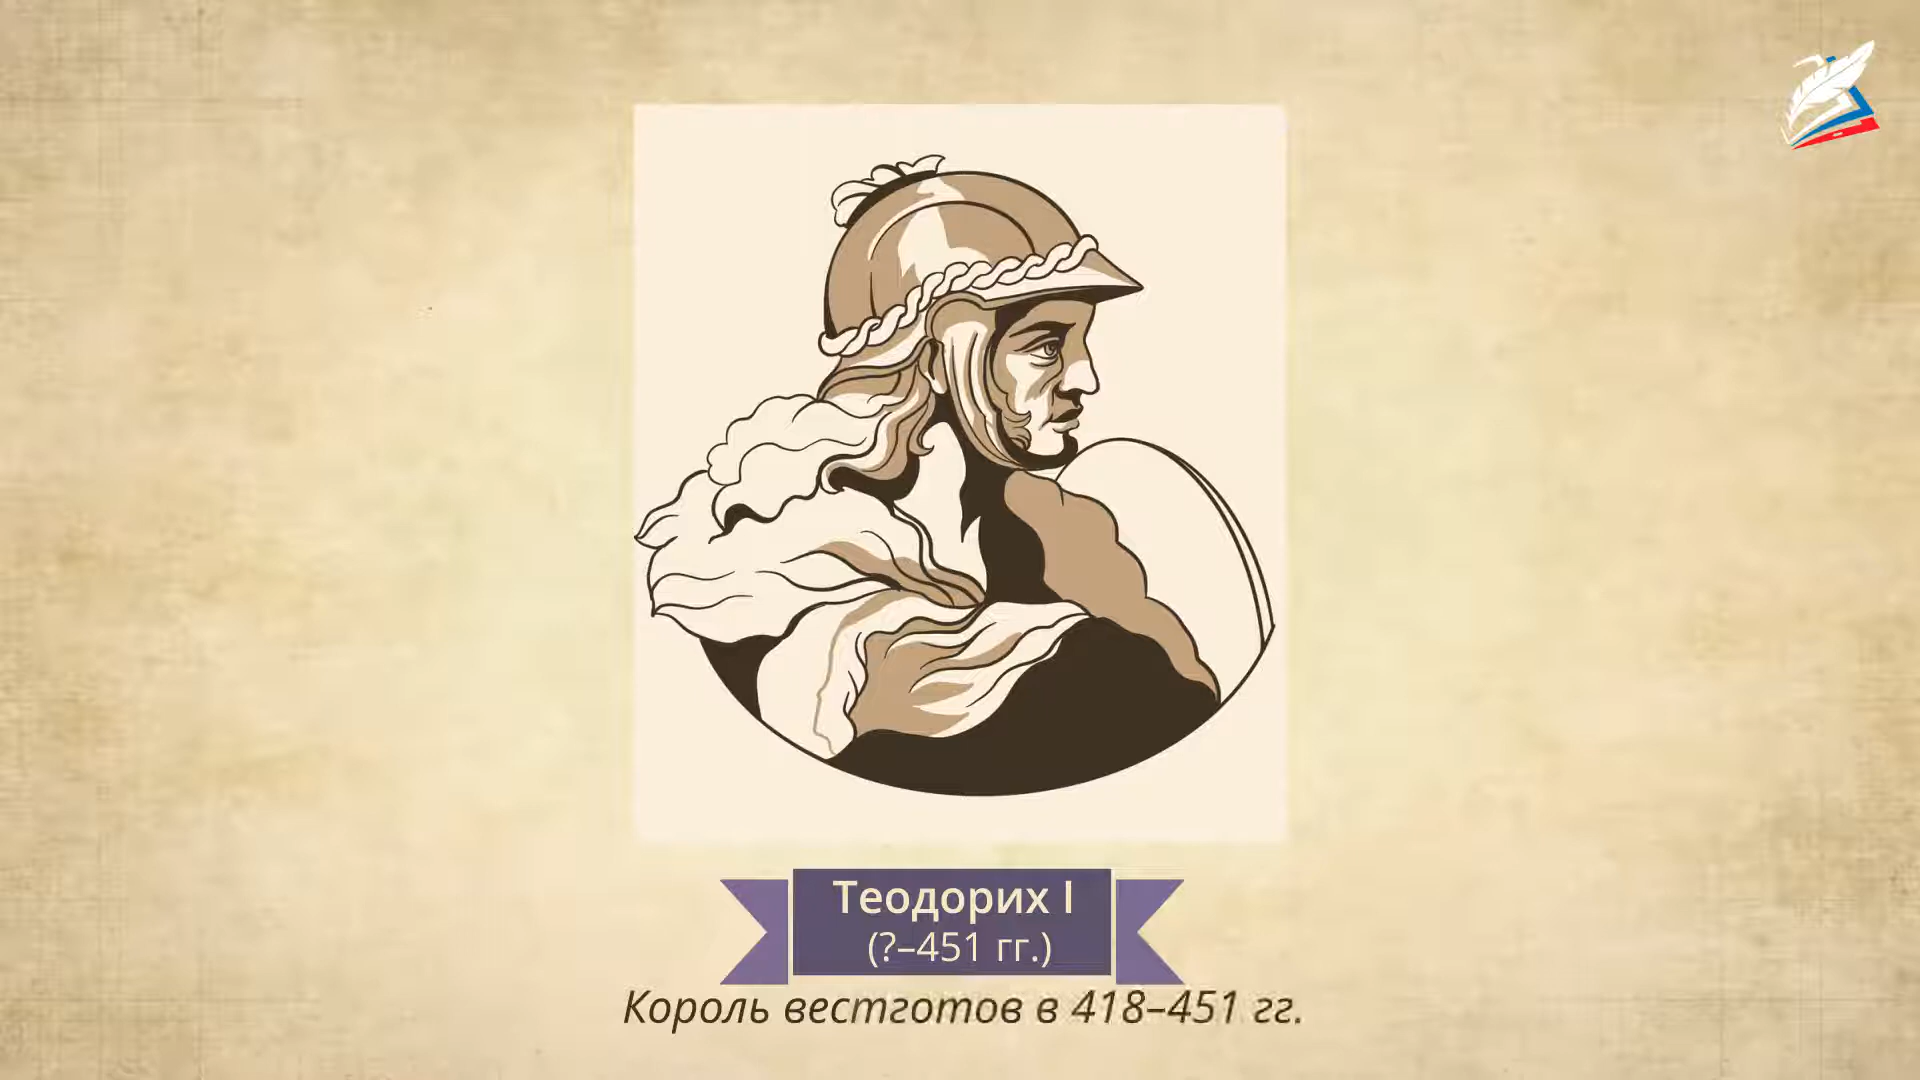 Теодорих I
(?–451 гг.)
Король вестготов в 418–451 гг.